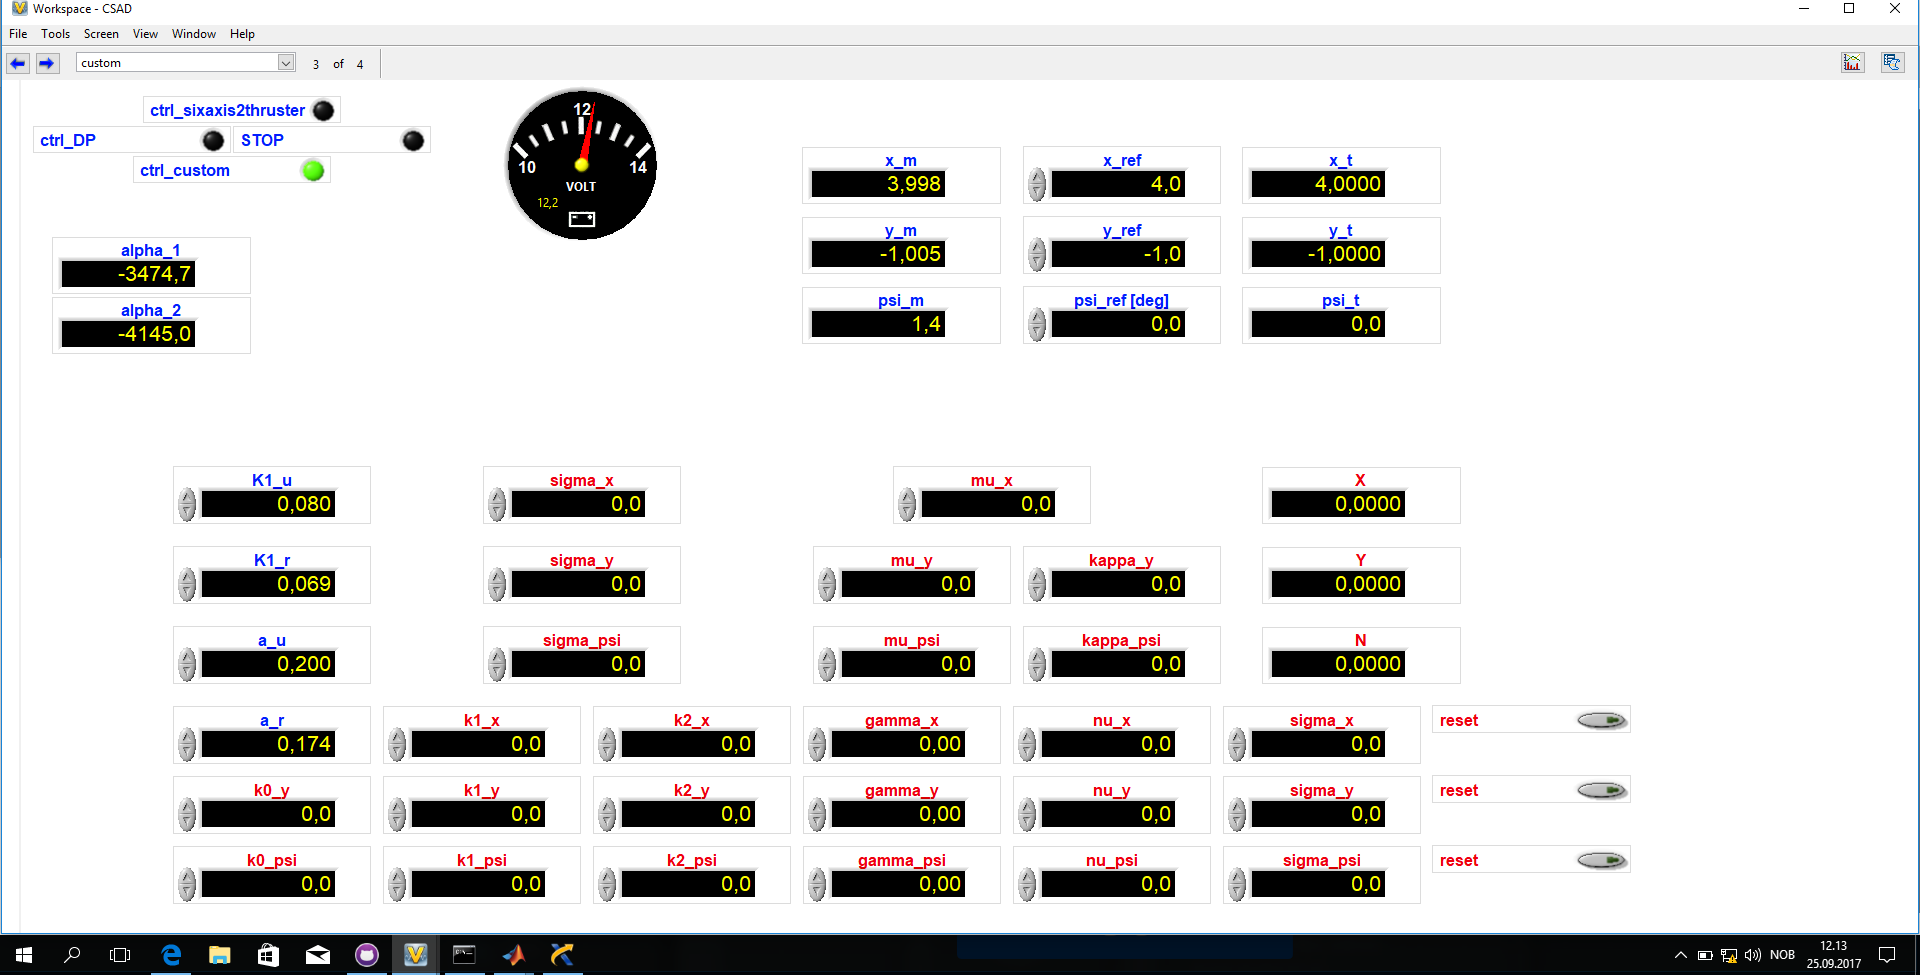 Workspace - CSAD
File Tools Screen View Window Help
custom 3 of 4
ctrl_sixaxis2thruster
ctrl_DP STOP
ctrl_custom
12
10 14
VOLT
12,2
alpha_1
-3474,7
alpha_2
-4145,0
x_m x_ref x_t
3,998 4,0 4,0000
y_m y_ref y_t
-1,005 -1,0 -1,0000
psi_m psi_ref [deg] psi_t
1,4 0,0 0,0
K1_u sigma_x mu_x X
0,080 0,0 0,0 0,0000
K1_r sigma_y mu_y kappa_y Y
0,069 0,0 0,0 0,0 0,0000
a_u sigma_psi mu_psi kappa_psi N
0,200 0,0 0,0 0,0 0,0000
a_r k1_x k2_x gamma_x nu_x sigma_x reset
0,174 0,0 0,0 0,00 0,0 0,0
k0_y k1_y k2_y gamma_y nu_y sigma_y reset
0,0 0,0 0,0 0,00 0,0 0,0
k0_psi k1_psi k2_psi gamma_psi nu_psi sigma_psi reset
0,0 0,0 0,0 0,00 0,0 0,0
NOB 12.13
25.09.2017